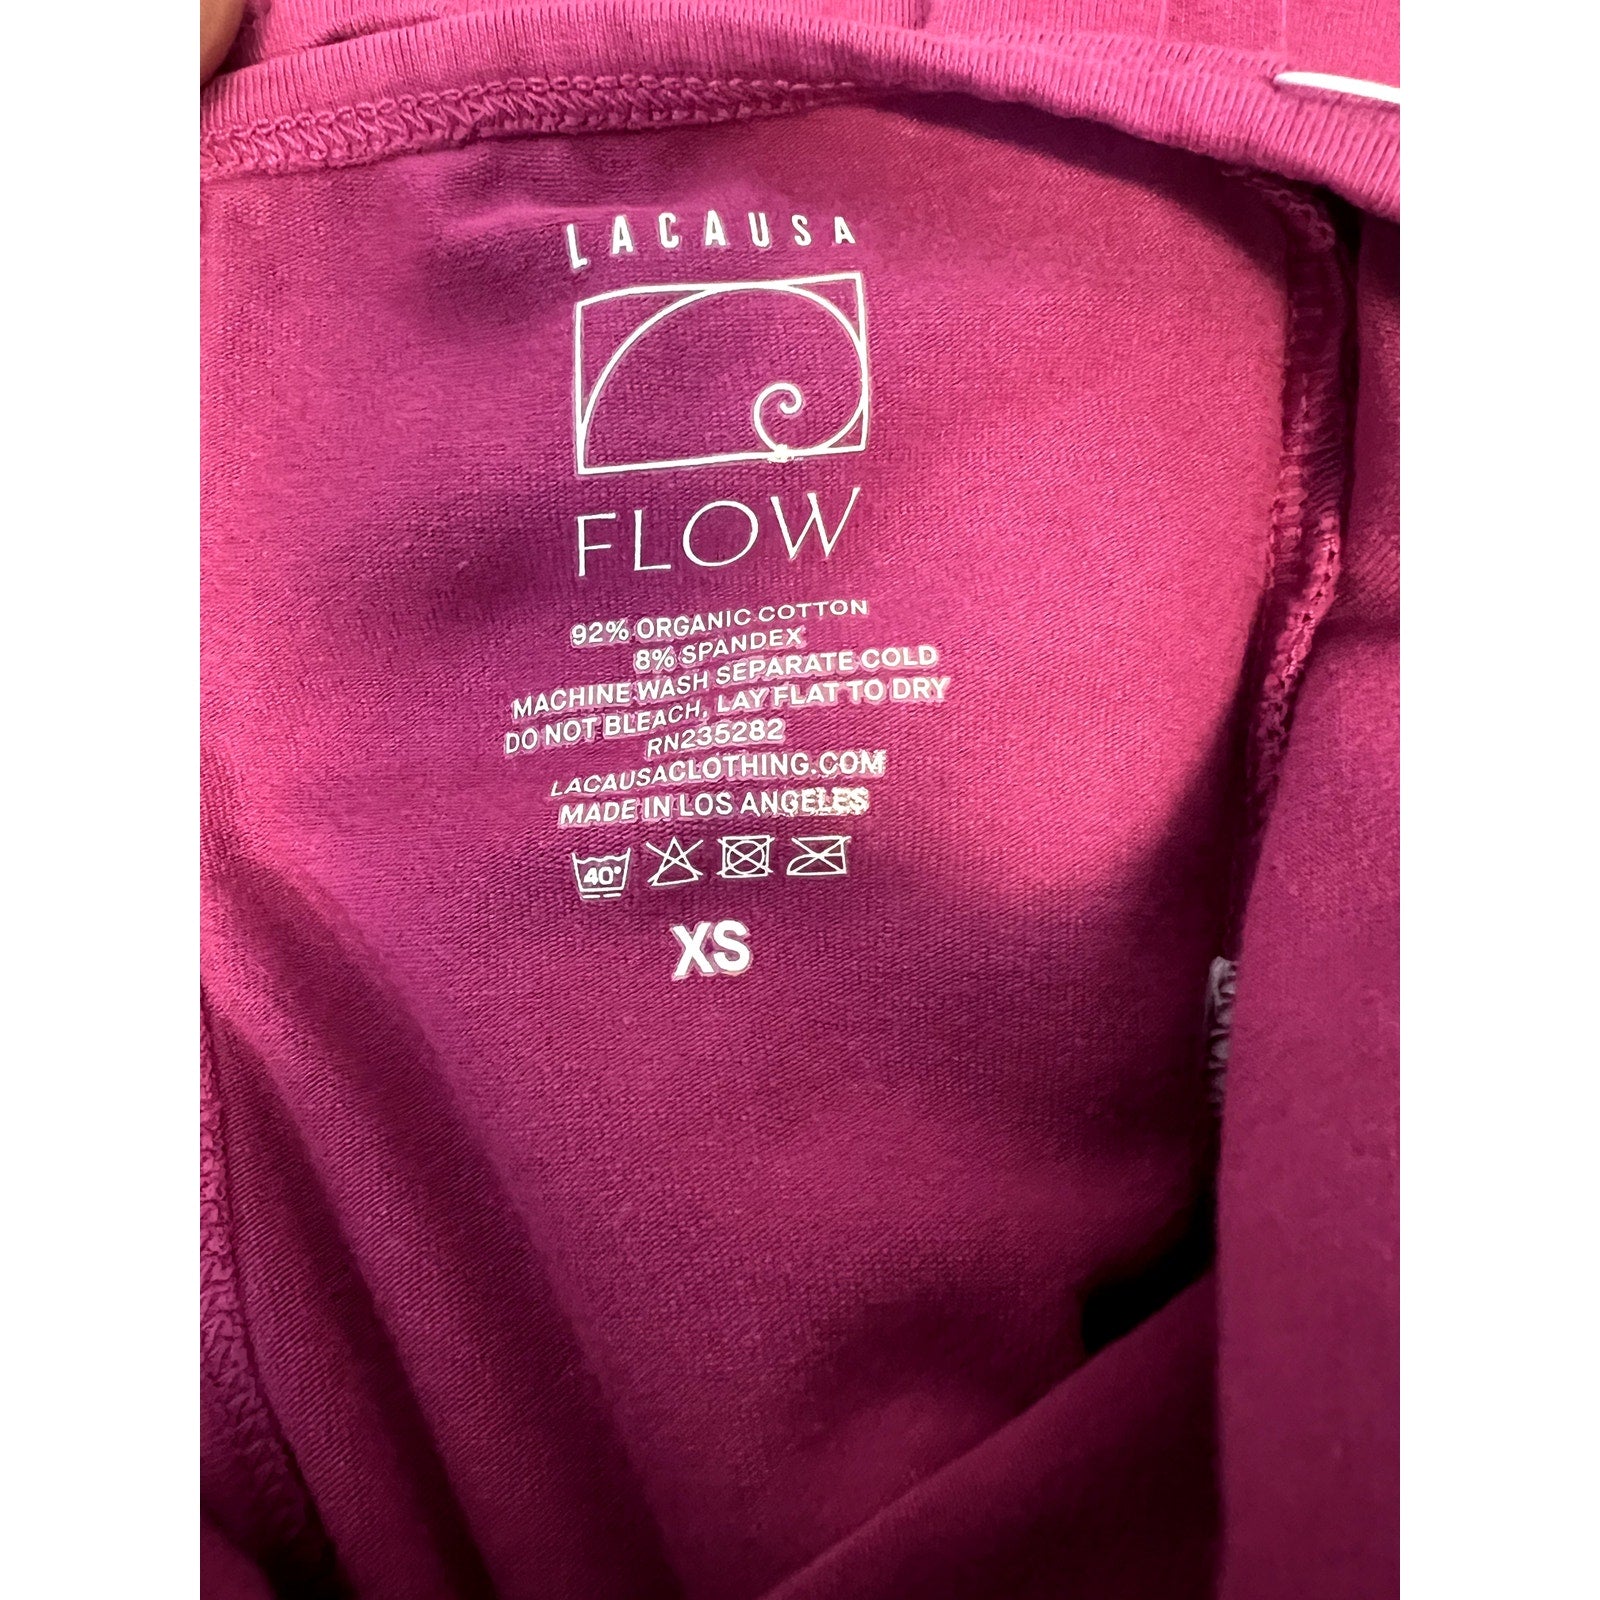 LACAUSA
FLOW
92% ORGANIC COTTON
8% SPANDEX
MACHINE WASH SEPARATE COLD
DO NOT BLEACH, LAY FLAT TO DRY
RN235282
LACAUSACLOTHING.COM
MADE IN LOS ANGELES
40°
XS